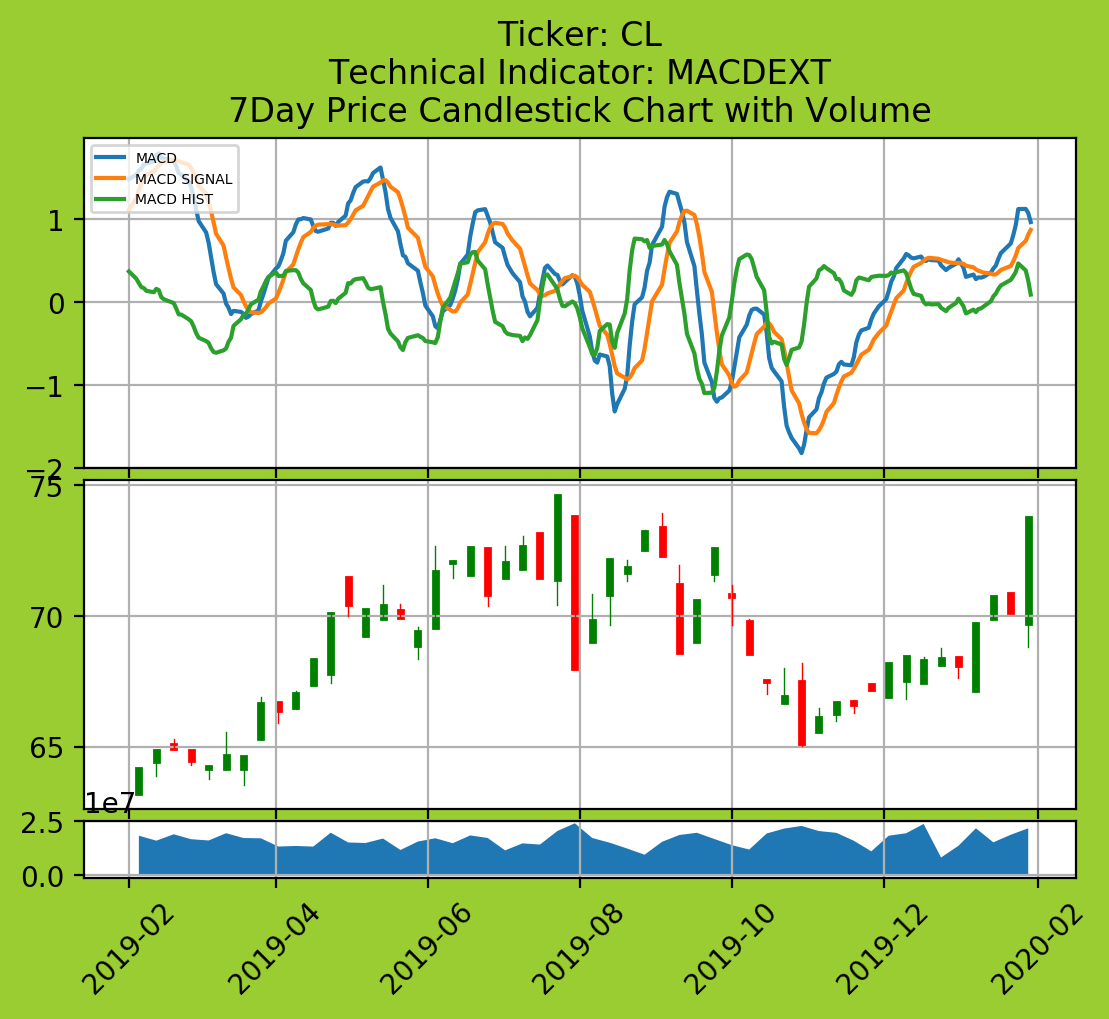 Ticker: CL
Technical Indicator: MACDEXT
7Day Price Candlestick Chart with Volume
MACD
MACD SIGNAL
MACD HIST
1
0
−1
−2
75
70
65
1e7
2.5
0.0
2019-02
2019-04
2019-06
2019-08
2019-10
2019-12
2020-02